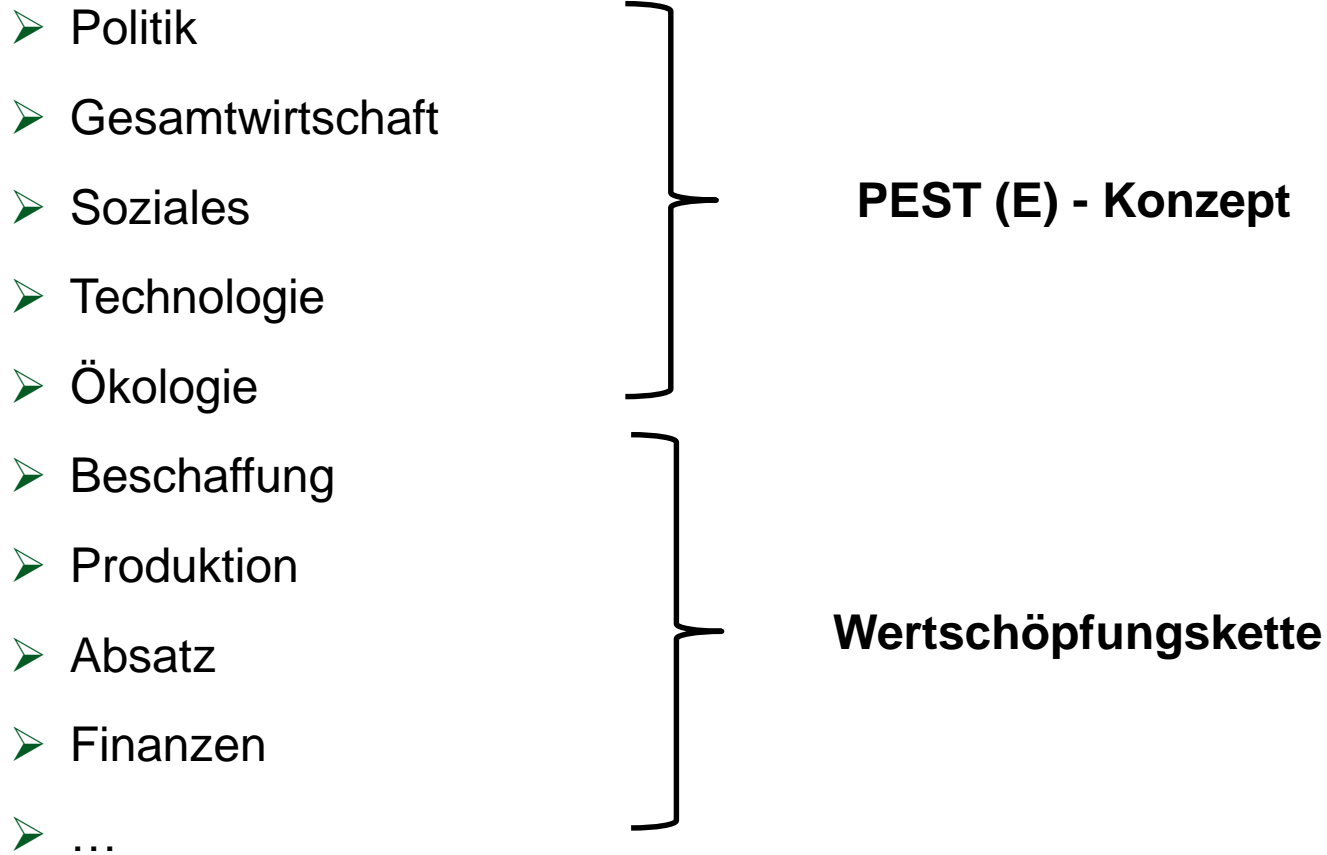 ➢ Politik
➢ Gesamtwirtschaft
➢ Soziales
➢ Technologie
➢ Ökologie
PEST (E) - Konzept
➢ Beschaffung
➢ Produktion
➢ Absatz
➢ Finanzen
➢ …
Wertschöpfungskette